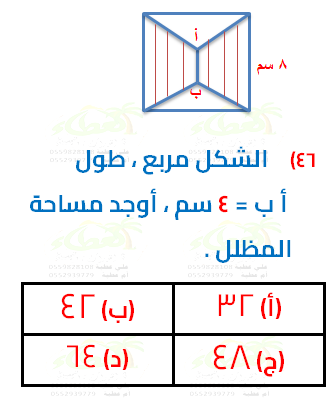 أ
٨ سم
ب
٤٦) الشكل مربع ، طول
أ ب = ٤ سم ، أوجد مساحة
المظلل .
(أ) ٣٢
(ب) ٤٢
(ج) ٤٨
(د) ٦٤